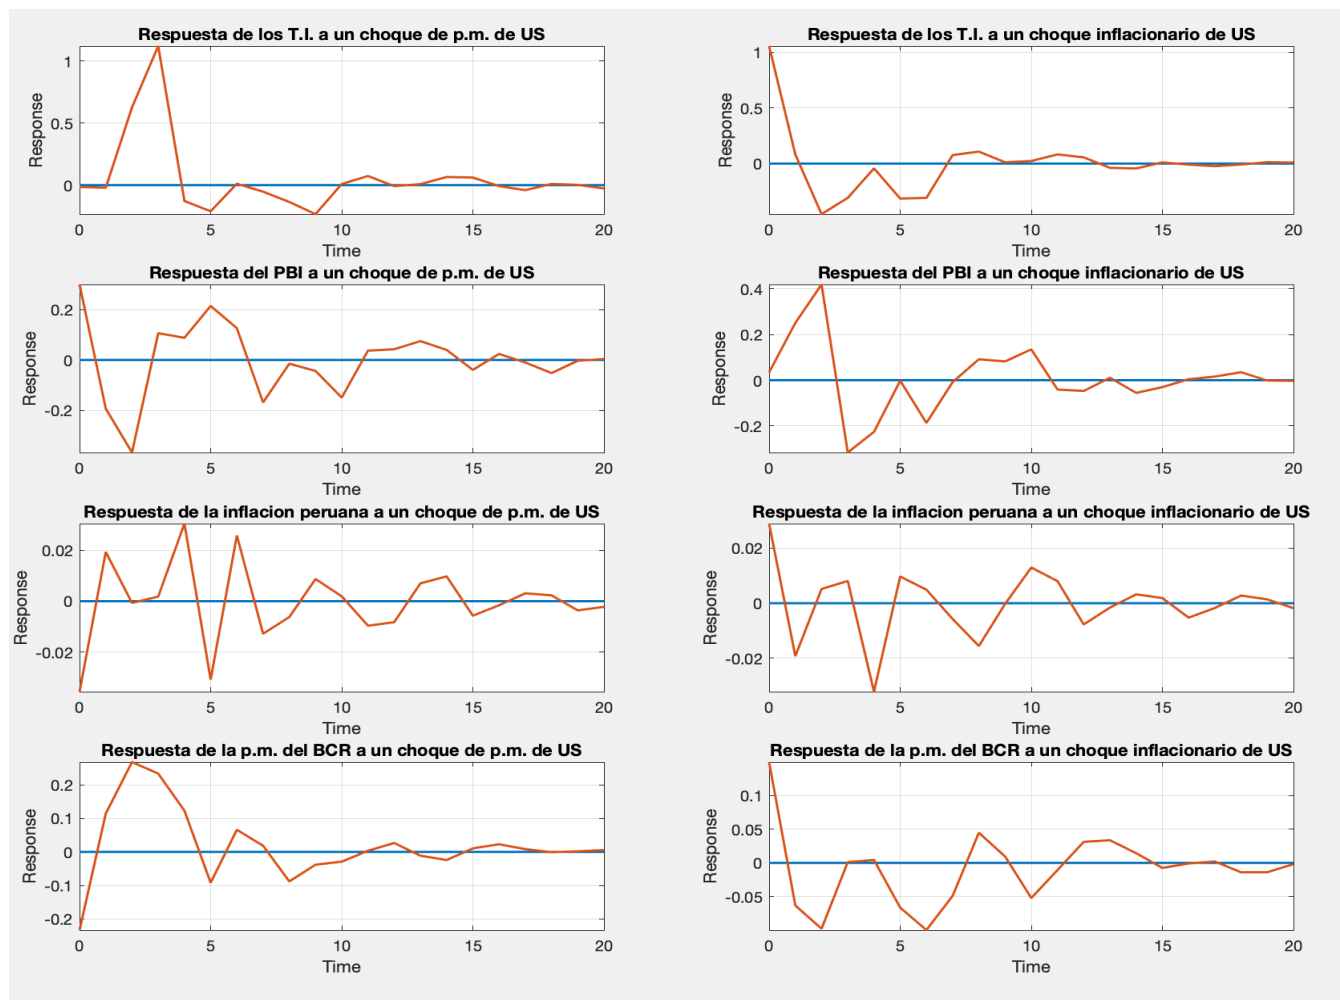 Respuesta de los T.I. a un choque de p.m. de US
1
0.5
0
Response
0 5 10 15 20
Time
Respuesta de los T.I. a un choque inflacionario de US
1
0.5
0
Response
0 5 10 15 20
Time
Respuesta del PBI a un choque de p.m. de US
0.2
0
-0.2
Response
0 5 10 15 20
Time
Respuesta del PBI a un choque inflacionario de US
0.4
0.2
0
-0.2
Response
0 5 10 15 20
Time
Respuesta de la inflacion peruana a un choque de p.m. de US
0.02
0
-0.02
Response
0 5 10 15 20
Time
Respuesta de la inflacion peruana a un choque inflacionario de US
0.02
0
-0.02
Response
0 5 10 15 20
Time
Respuesta de la p.m. del BCR a un choque de p.m. de US
0.2
0.1
0
-0.1
-0.2
Response
0 5 10 15 20
Time
Respuesta de la p.m. del BCR a un choque inflacionario de US
0.1
0.05
0
-0.05
Response
0 5 10 15 20
Time